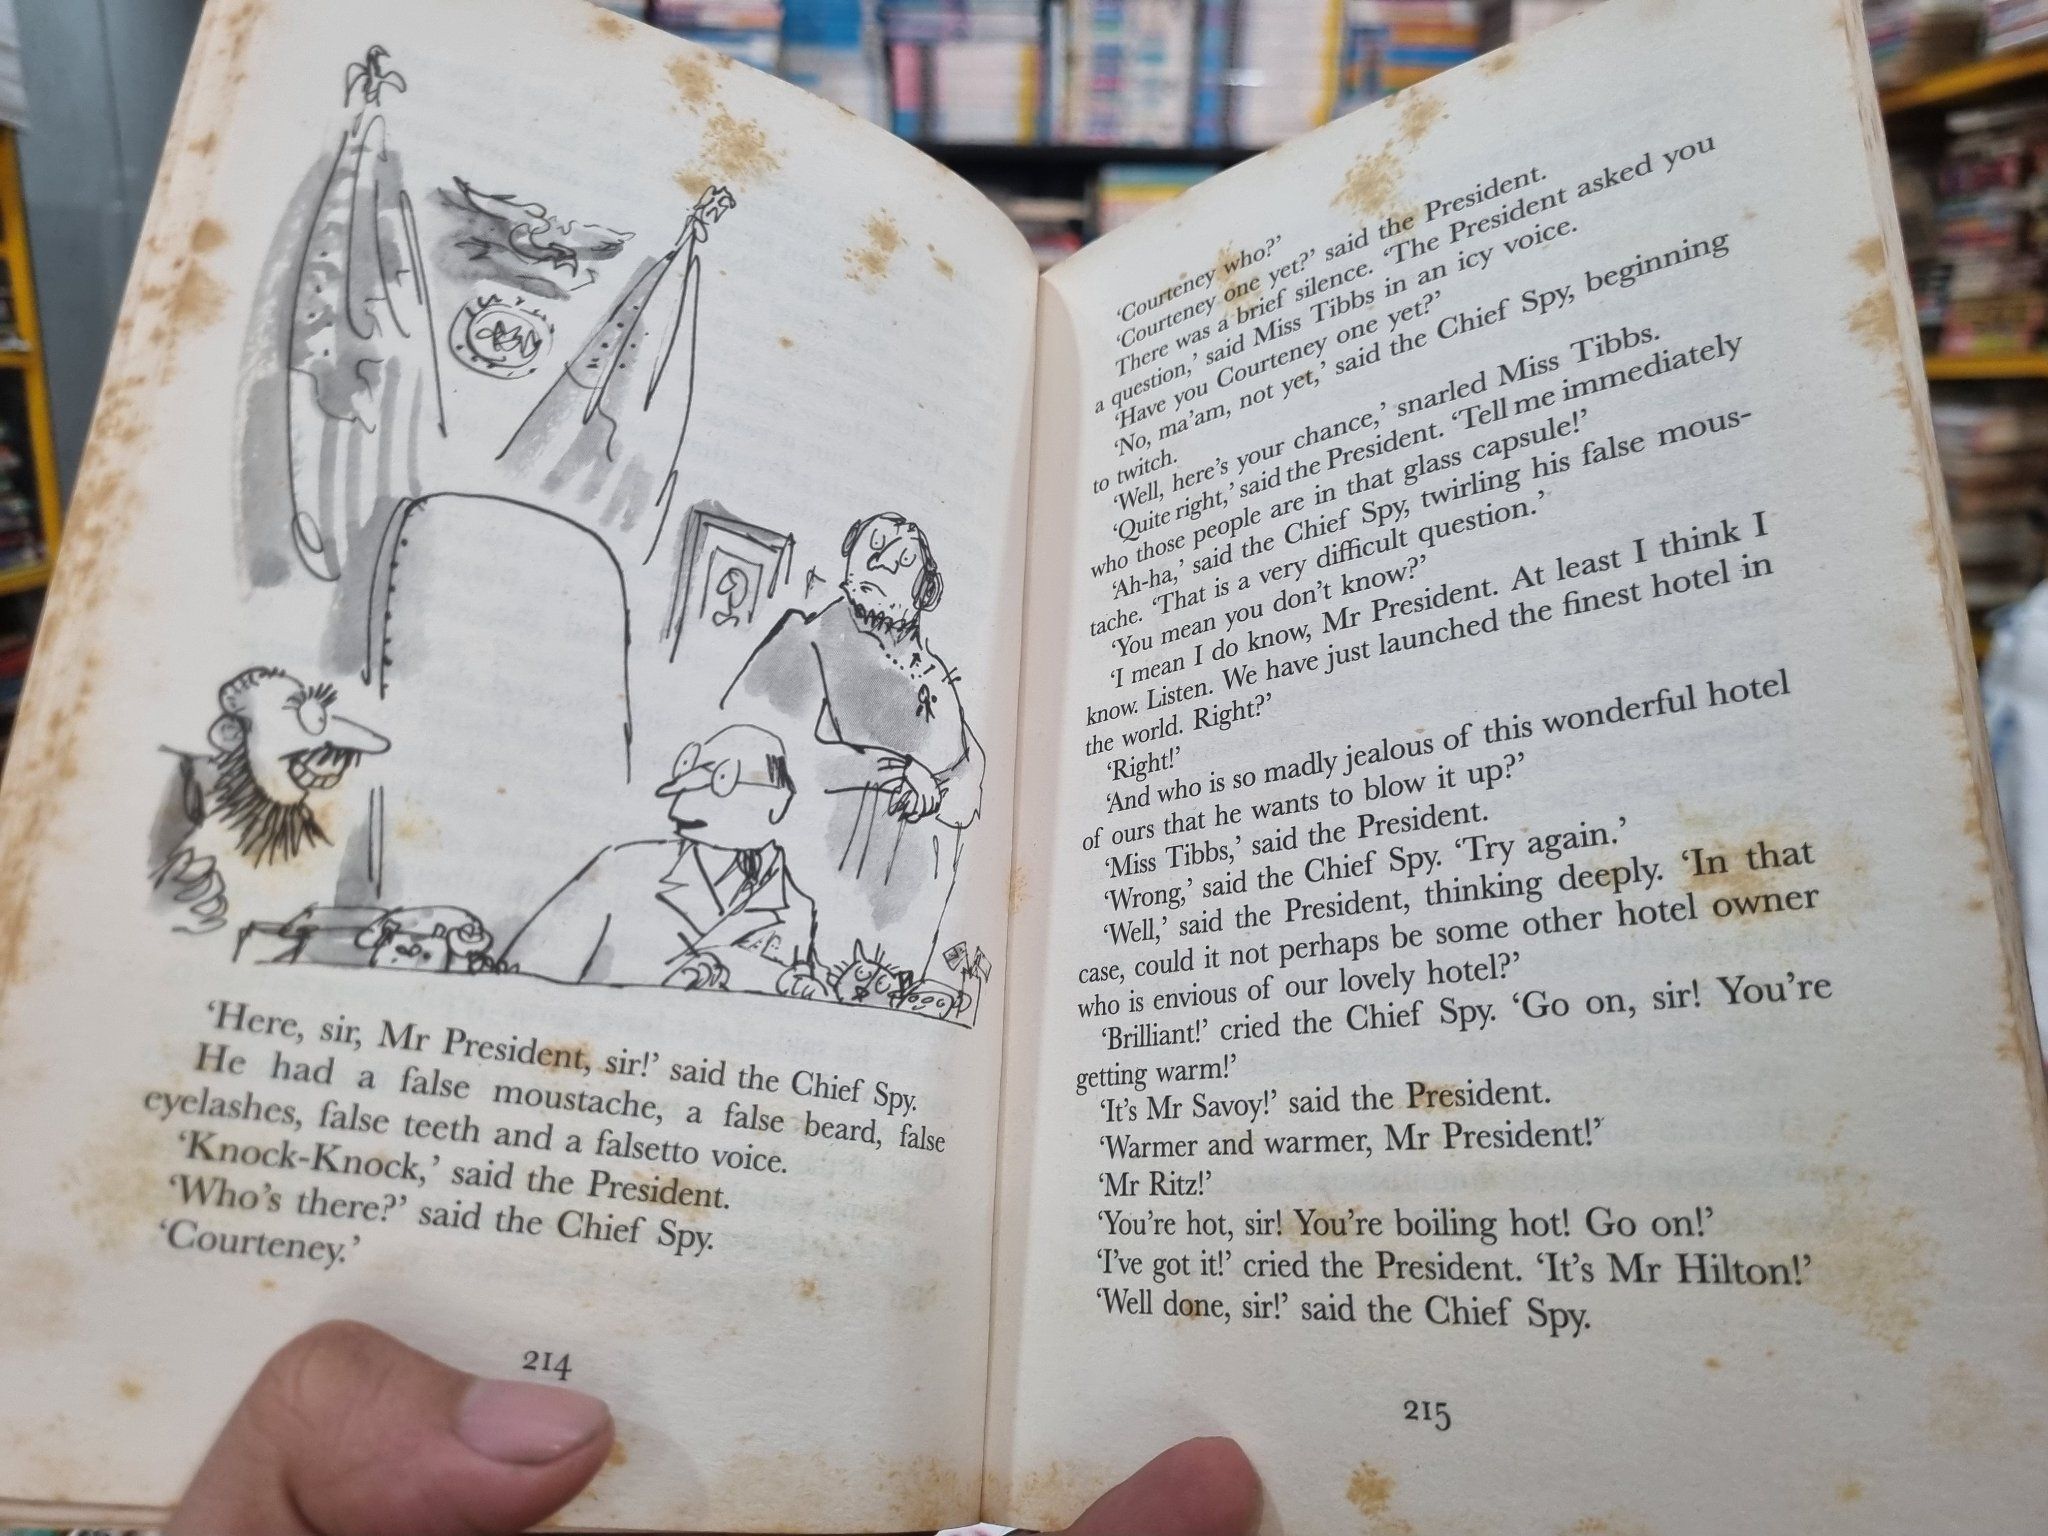 'Here, sir, Mr President, sir!' said the Chief Spy.
He had a false moustache, a false beard, false
eyelashes, false teeth and a falsetto voice.
'Knock-Knock,' said the President.
'Who's there?' said the Chief Spy.
'Courteney.'
214
'Courteney who?'
'Courteney one yet?' said the President.
There was a brief silence. 'The President asked you
a question,' said Miss Tibbs in an icy voice.
'Have you Courteney one yet?'
'No, ma'am, not yet,' said the Chief Spy, beginning
to twitch.
'Well, here's your chance,' snarled Miss Tibbs.
'Quite right,' said the President. 'Tell me immediately
who those people are in that glass capsule!'
'Ah-ha,' said the Chief Spy, twirling his false mous-
tache. 'That is a very difficult question.'
'You mean you don't know?'
'I mean I do know, Mr President. At least I think I
know. Listen. We have just launched the finest hotel in
the world. Right?'
'Right!'
'And who is so madly jealous of this wonderful hotel
of ours that he wants to blow it up?'
'Miss Tibbs,' said the President.
'Wrong,' said the Chief Spy. 'Try again.'
'Well,' said the President, thinking deeply. 'In that
case, could it not perhaps be some other hotel owner
who is envious of our lovely hotel?'
'Brilliant!' cried the Chief Spy. 'Go on, sir! You're
getting warm!'
'It's Mr Savoy!' said the President.
'Warmer and warmer, Mr President!'
'Mr Ritz!'
'You're hot, sir! You're boiling hot! Go on!'
'I've got it!' cried the President. 'It's Mr Hilton!'
'Well done, sir!' said the Chief Spy.
215